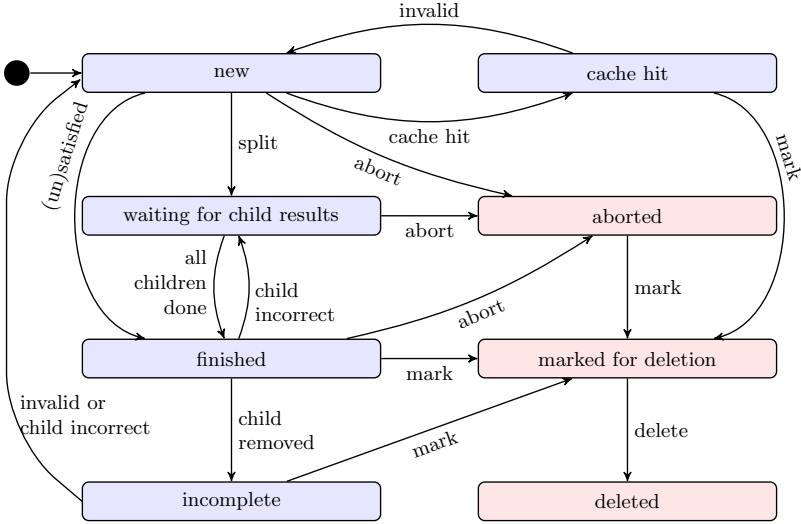 invalid
new
cache hit
(un)satisfied
split
cache hit
abort
mark
waiting for child results
abort
aborted
all
children
done
child
incorrect
abort
mark
finished
mark
marked for deletion
invalid or
child incorrect
child
removed
mark
delete
incomplete
deleted